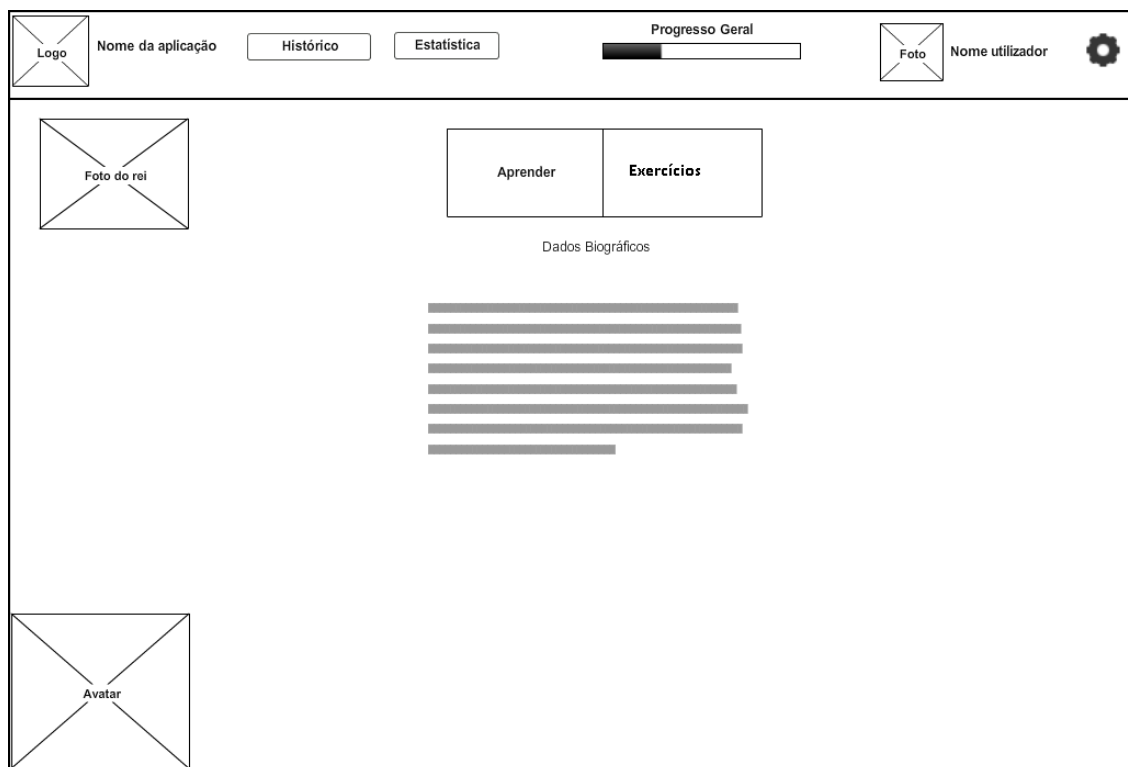 Logo
Nome da aplicação
Histórico
Estatística
Progresso Geral
Foto
Nome utilizador
Foto do rei
Aprender
Exercícios
Dados Biográficos
Avatar